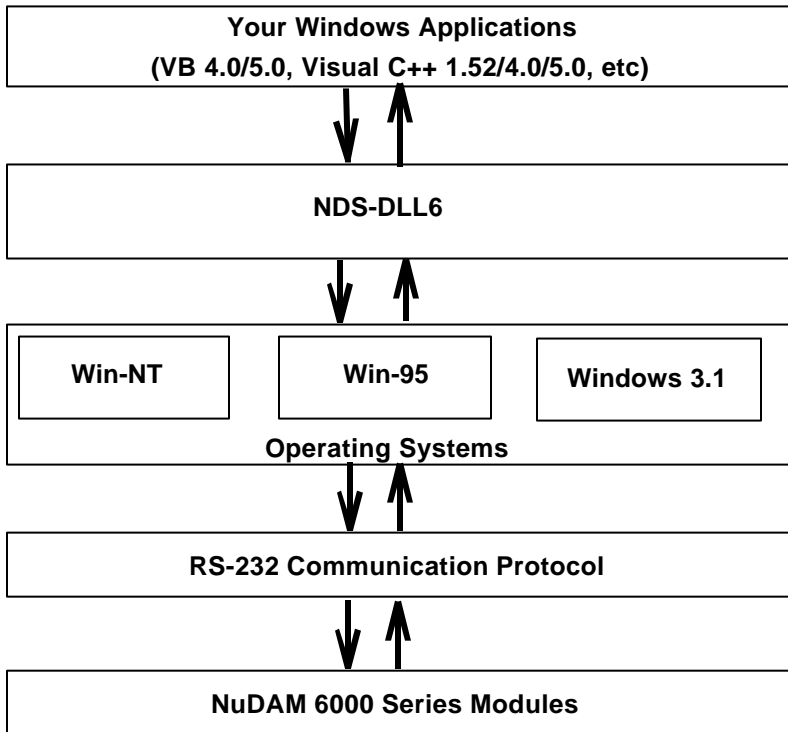 Your Windows Applications
(VB 4.0/5.0, Visual C++ 1.52/4.0/5.0, etc)
NDS-DLL6
Win-NT
Win-95
Windows 3.1
Operating Systems
RS-232 Communication Protocol
NuDAM 6000 Series Modules